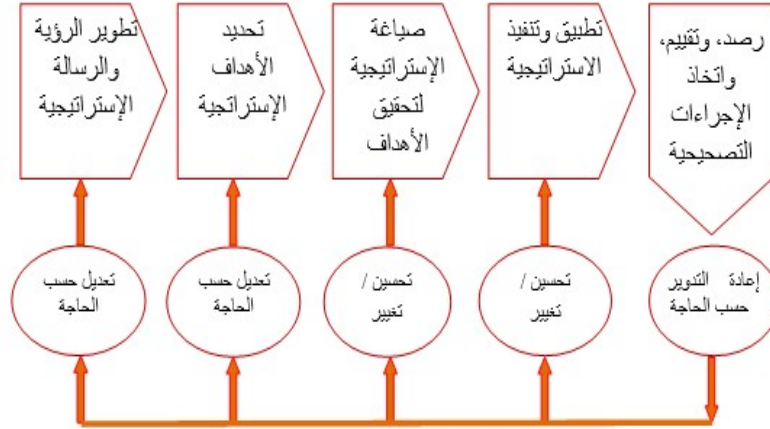 تطوير الرؤية
والرسالة
الإستراتيجية
تحديد
الأهداف
الإستراتجية
صياغة
الإستراتيجية
لتحقيق
الأهداف
تطبيق وتنفيذ
الاستراتيجية
رصد، وتقييم،
واتخاذ
الإجراءات
التصحيحية
تعديل حسب
الحاجة
تعديل حسب
الحاجة
تحسين /
تغيير
تحسين /
تغيير
إعادة التدوير
حسب الحاجة